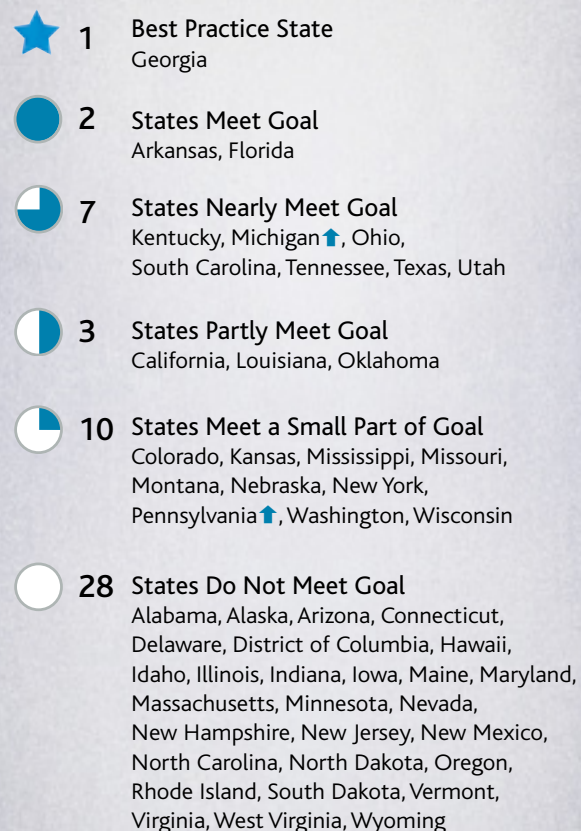 1 Best Practice State
Georgia
2 States Meet Goal
Arkansas, Florida
7 States Nearly Meet Goal
Kentucky, Michigan⬆, Ohio,
South Carolina, Tennessee, Texas, Utah
3 States Partly Meet Goal
California, Louisiana, Oklahoma
10 States Meet a Small Part of Goal
Colorado, Kansas, Mississippi, Missouri,
Montana, Nebraska, New York,
Pennsylvania⬆, Washington, Wisconsin
28 States Do Not Meet Goal
Alabama, Alaska, Arizona, Connecticut,
Delaware, District of Columbia, Hawaii,
Idaho, Illinois, Indiana, Iowa, Maine, Maryland,
Massachusetts, Minnesota, Nevada,
New Hampshire, New Jersey, New Mexico,
North Carolina, North Dakota, Oregon,
Rhode Island, South Dakota, Vermont,
Virginia, West Virginia, Wyoming